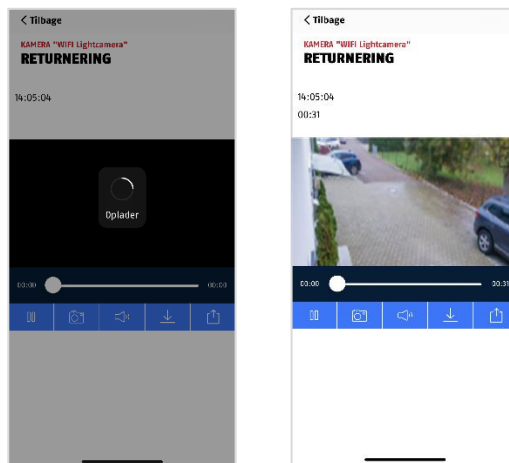 Tilbage
KAMERA "WIFI Lightcamera"
RETURNERING
14:05:04
Oplader
00:00
00:00
Tilbage
KAMERA "WIFI Lightcamera"
RETURNERING
14:05:04
00:31
00:00
00:31